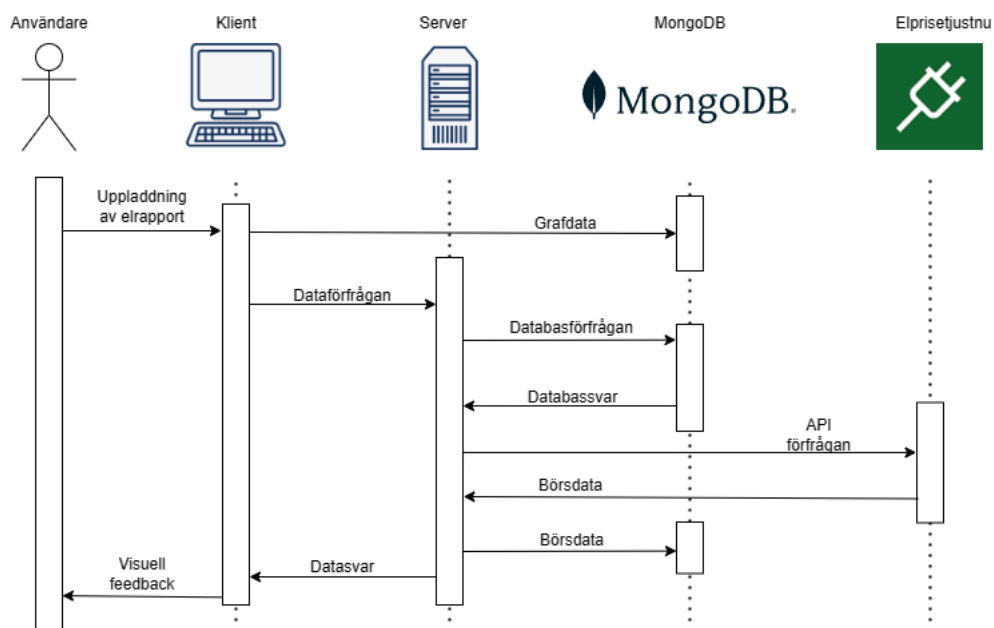 Användare
Klient
Server
MongoDB
Elprisetjustnu
MongoDB.
Uppladdning
av elrapport
Grafdata
Dataförfrågan
Databasförfrågan
Databassvar
API
förfrågan
Börsdata
Börsdata
Datasvar
Visuell
feedback